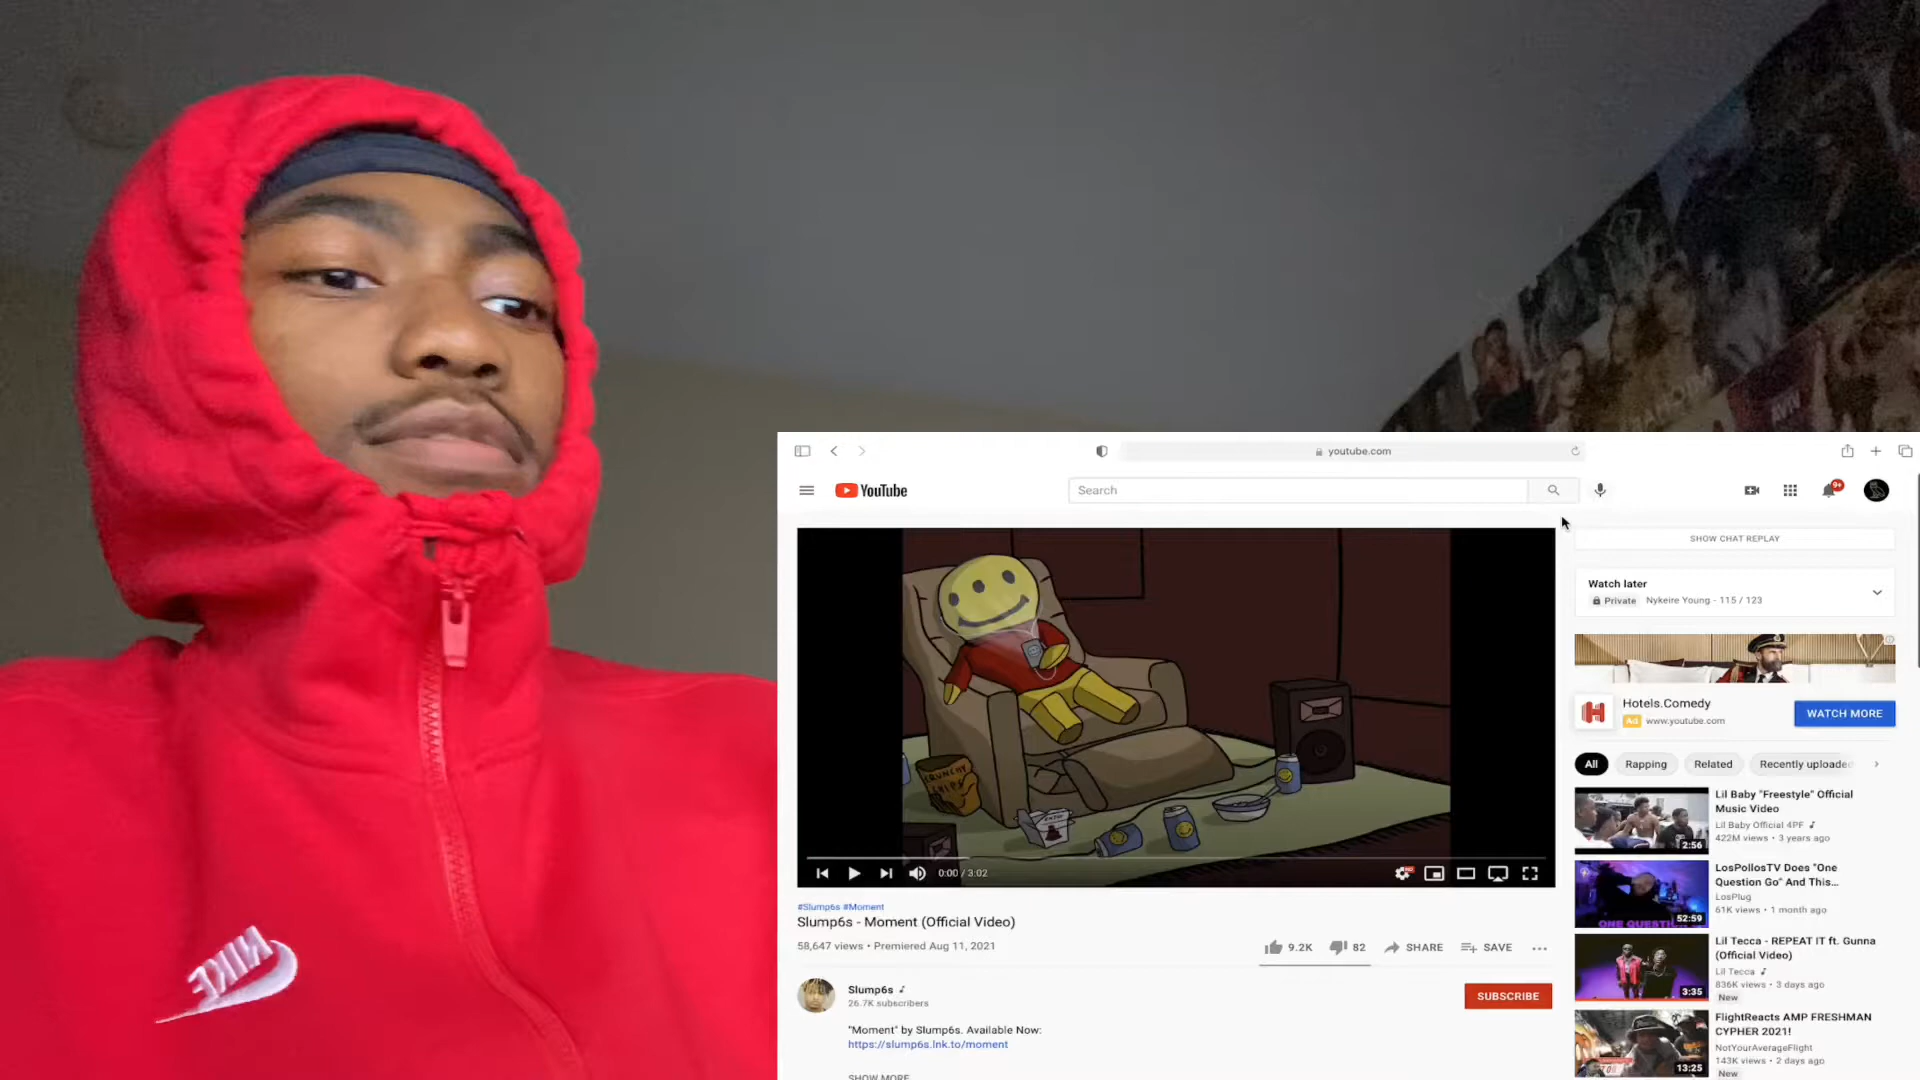 NIKE
youtube.com
YouTube
Search
9+
SHOW CHAT REPLAY
Watch later
Private Nykeire Young - 115 / 123
Hotels.Comedy
Ad www.youtube.com
WATCH MORE
All Rapping Related Recently uploaded
CRUNCHY
CHIPS
0:00 / 3:02
#Slump6s #Moment
Slump6s - Moment (Official Video)
58,647 views • Premiered Aug 11, 2021
9.2K 82 SHARE SAVE
Slump6s
26.7K subscribers
SUBSCRIBE
"Moment" by Slump6s. Available Now:
https://slump6s.lnk.to/moment
SHOW MORE
2:56
Lil Baby "Freestyle" Official
Music Video
Lil Baby Official 4PF
422M views • 3 years ago
ONE QUESTI
52:59
LosPollosTV Does "One
Question Go" And This...
LosPlug
61K views • 1 month ago
3:35
Lil Tecca - REPEAT IT ft. Gunna
(Official Video)
Lil Tecca
836K views • 3 days ago
New
13:25
FlightReacts AMP FRESHMAN
CYPHER 2021!
NotYourAverageFlight
143K views • 2 days ago
New